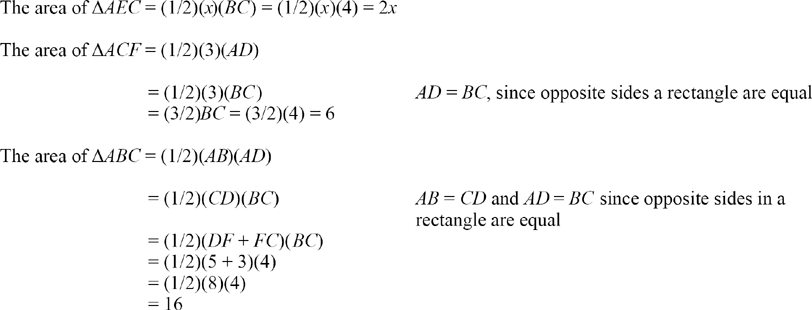 The area of ΔAEC = (1/2)(x)(BC) = (1/2)(x)(4) = 2x
The area of ΔACF = (1/2)(3)(AD)
= (1/2)(3)(BC) AD = BC, since opposite sides a rectangle are equal
= (3/2)BC = (3/2)(4) = 6
The area of ΔABC = (1/2)(AB)(AD)
= (1/2)(CD)(BC) AB = CD and AD = BC since opposite sides in a
rectangle are equal
= (1/2)(DF + FC)(BC)
= (1/2)(5 + 3)(4)
= (1/2)(8)(4)
= 16